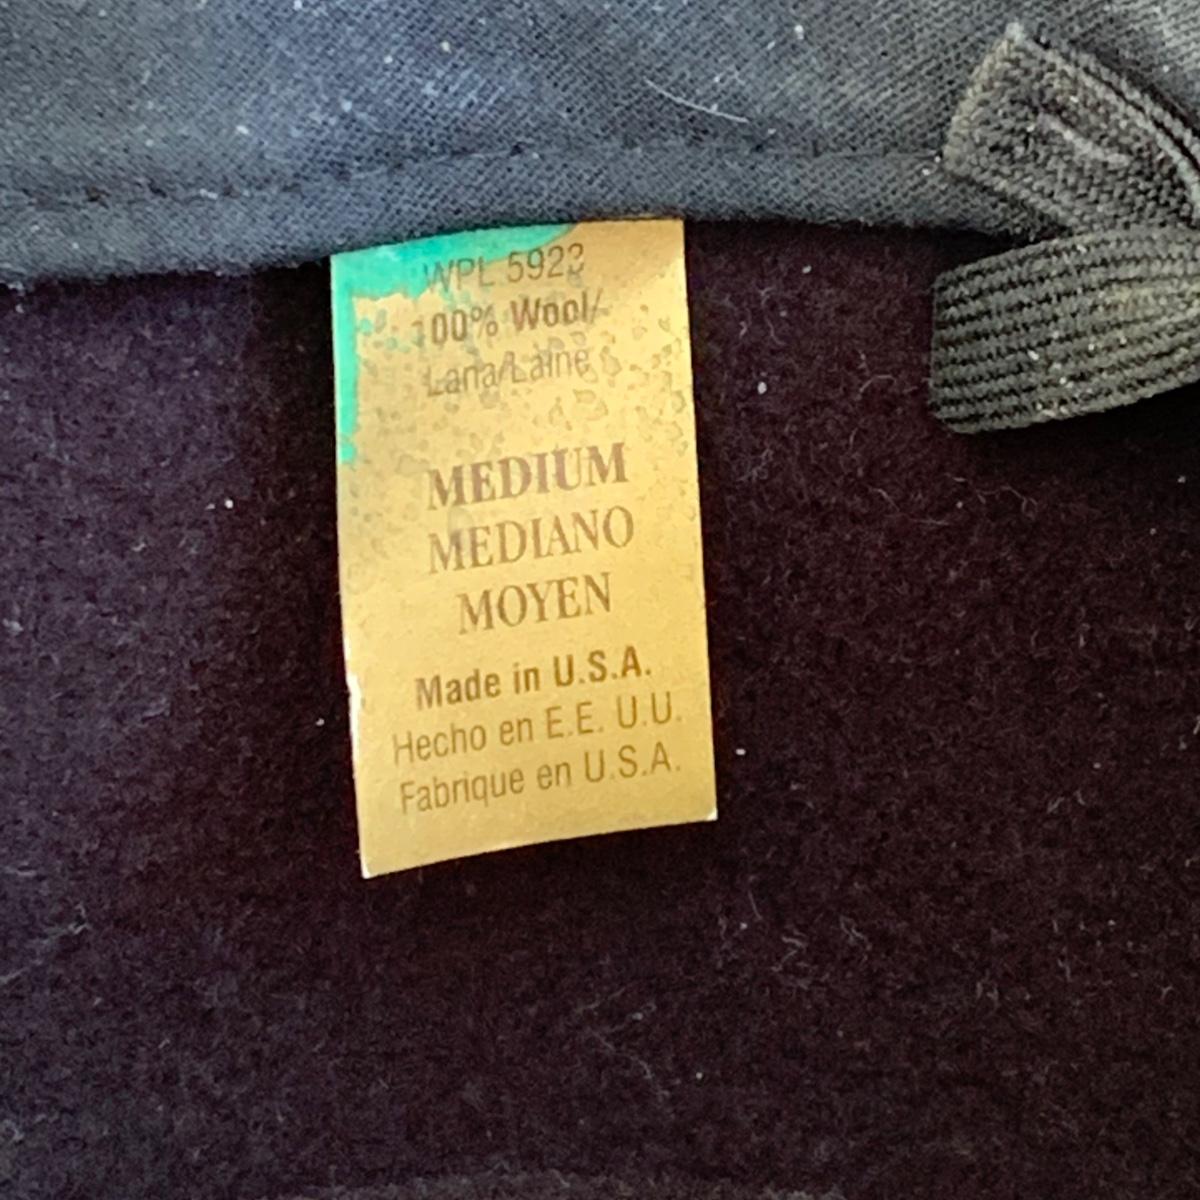 WPL 5923
100% Wool/
Lana/Laine
MEDIUM
MEDIANO
MOYEN
Made in U.S.A.
Hecho en E.E. U.U.
Fabrique en U.S.A.